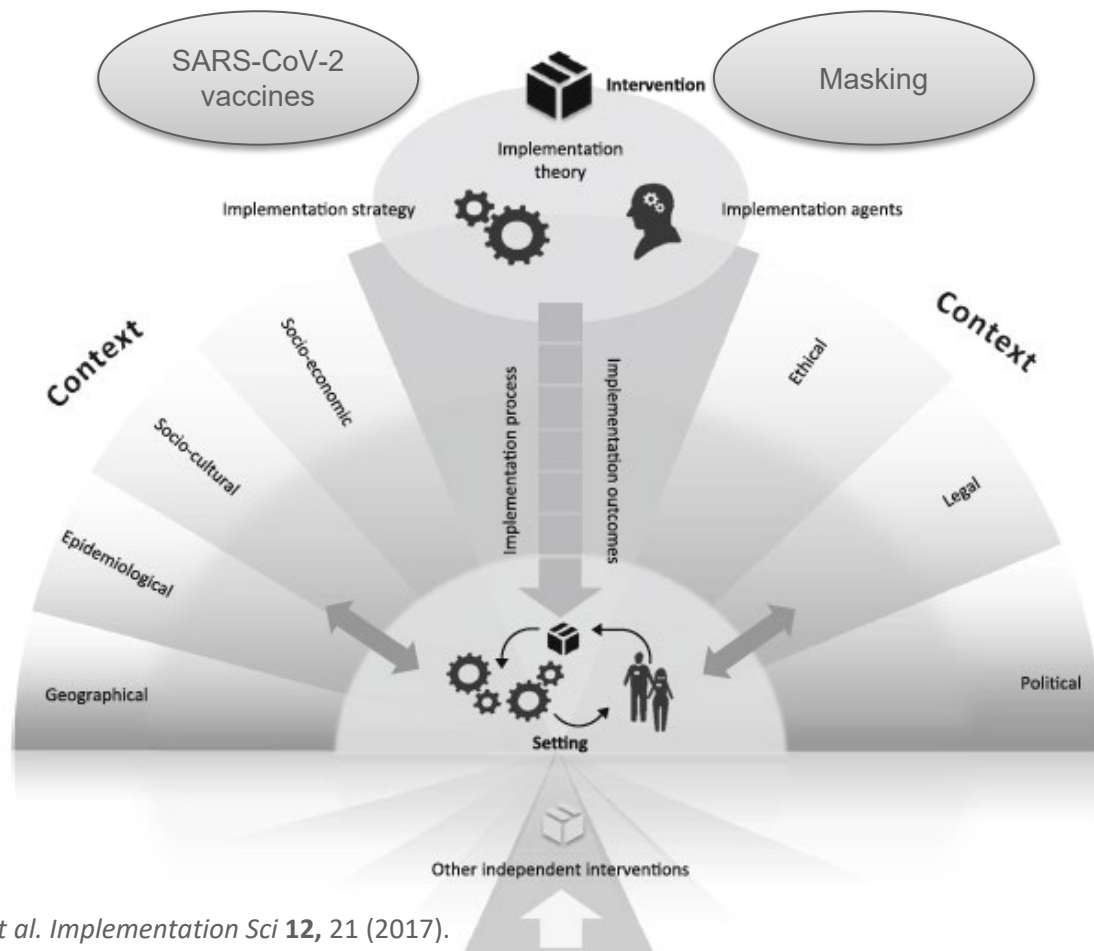 SARS-CoV-2
vaccines
Masking
Intervention
Implementation
theory
Implementation strategy
Implementation agents
Context
Context
Socio-economic
Ethical
Implementation process
Implementation outcomes
Socio-cultural
Legal
Epidemiological
Geographical
Political
Setting
Other independent interventions
et al. Implementation Sci 12, 21 (2017).